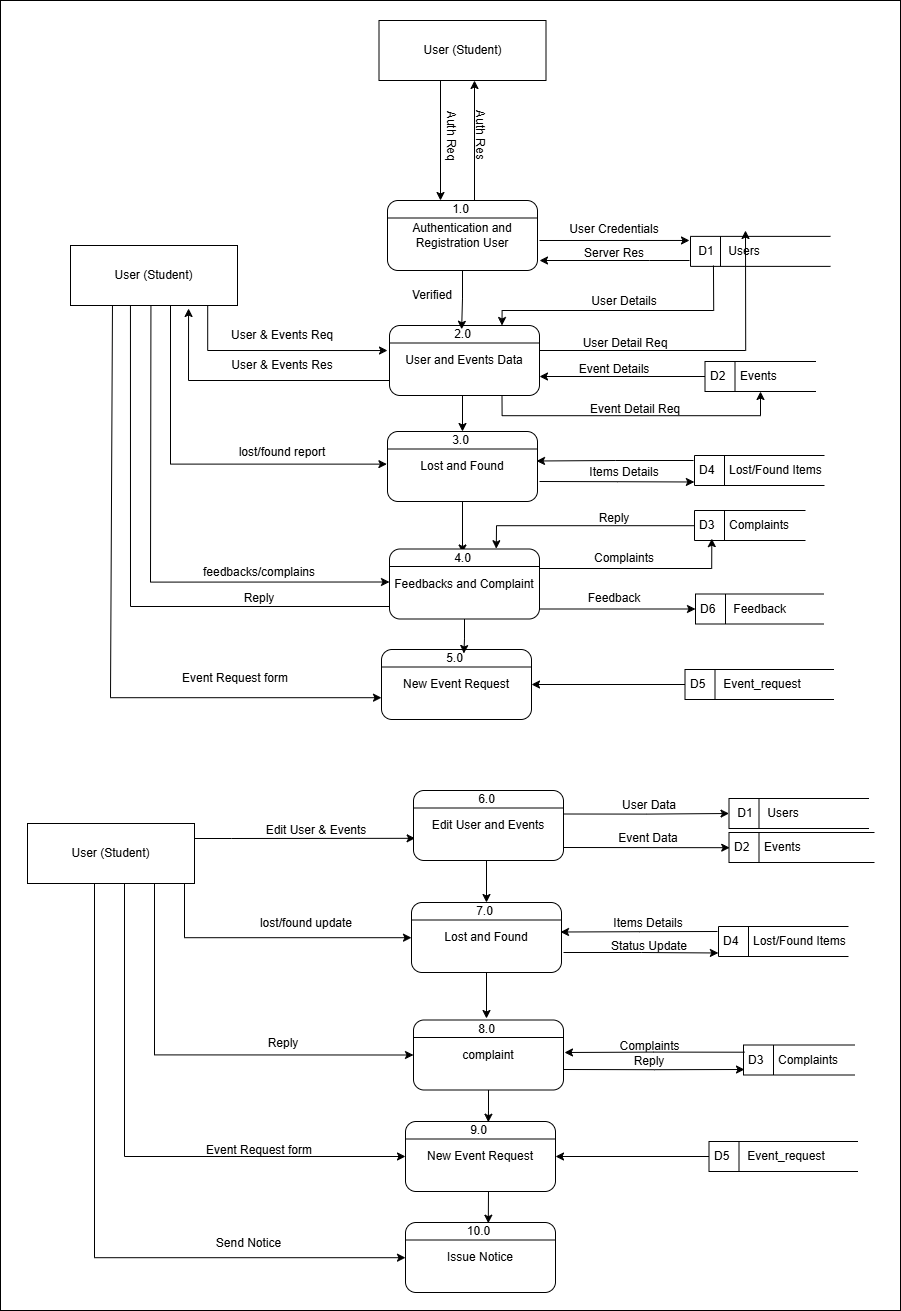 User (Student)
Auth Req
Auth Res
1.0
Authentication and
Registration User
User Credentials
Server Res
D1
Users
User (Student)
Verified
User Details
2.0
User and Events Data
User & Events Req
User & Events Res
User Detail Req
Event Details
D2
Events
Event Detail Req
3.0
Lost and Found
lost/found report
Items Details
D4
Lost/Found Items
Reply
D3
Complaints
4.0
Feedbacks and Complaint
feedbacks/complains
Reply
Complaints
Feedback
D6
Feedback
5.0
New Event Request
Event Request form
D5
Event_request
6.0
Edit User and Events
User Data
D1
Users
User (Student)
Edit User & Events
Event Data
D2
Events
7.0
Lost and Found
lost/found update
Items Details
Status Update
D4
Lost/Found Items
8.0
complaint
Reply
Complaints
Reply
D3
Complaints
9.0
New Event Request
Event Request form
D5
Event_request
10.0
Issue Notice
Send Notice